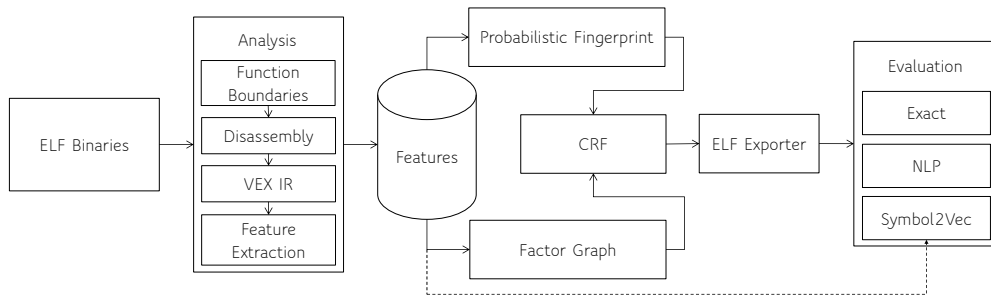 ELF Binaries
Analysis
Function
Boundaries
Disassembly
VEX IR
Feature
Extraction
Features
Probabilistic Fingerprint
Factor Graph
CRF
ELF Exporter
Evaluation
Exact
NLP
Symbol2Vec